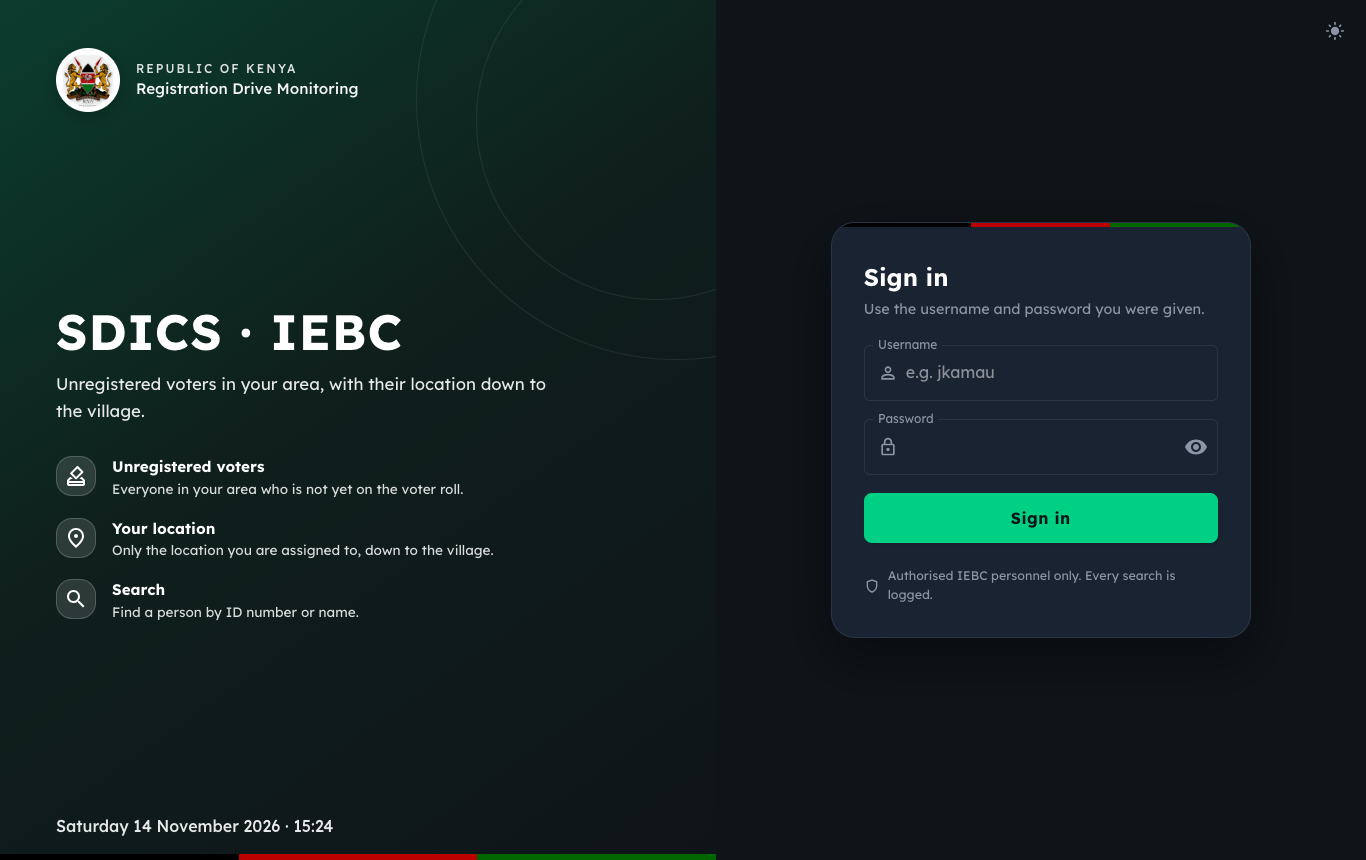 REPUBLIC OF KENYA
Registration Drive Monitoring
SDICS · IEBC
Unregistered voters in your area, with their location down to
the village.
Unregistered voters
Everyone in your area who is not yet on the voter roll.
Your location
Only the location you are assigned to, down to the village.
Search
Find a person by ID number or name.
Saturday 14 November 2026 · 15:24
Sign in
Use the username and password you were given.
Username
e.g. jkamau
Password
Sign in
Authorised IEBC personnel only. Every search is
logged.